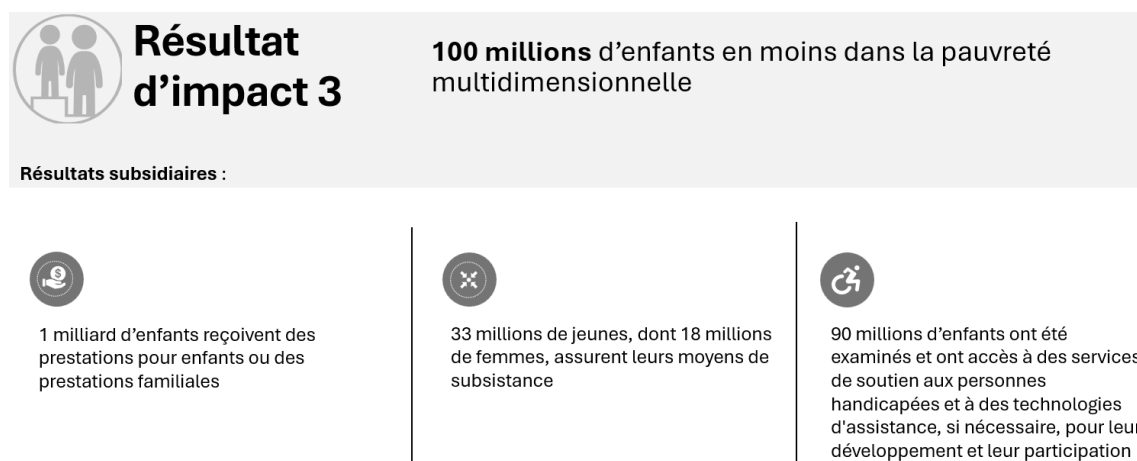 Résultat
d’impact 3
100 millions d’enfants en moins dans la pauvreté
multidimensionnelle
Résultats subsidiaires :
1 milliard d’enfants reçoivent des
prestations pour enfants ou des
prestations familiales
33 millions de jeunes, dont 18 millions
de femmes, assurent leurs moyens de
subsistance
90 millions d’enfants ont été
examinés et ont accès à des services
de soutien aux personnes
handicapées et à des technologies
d'assistance, si nécessaire, pour leur
développement et leur participation